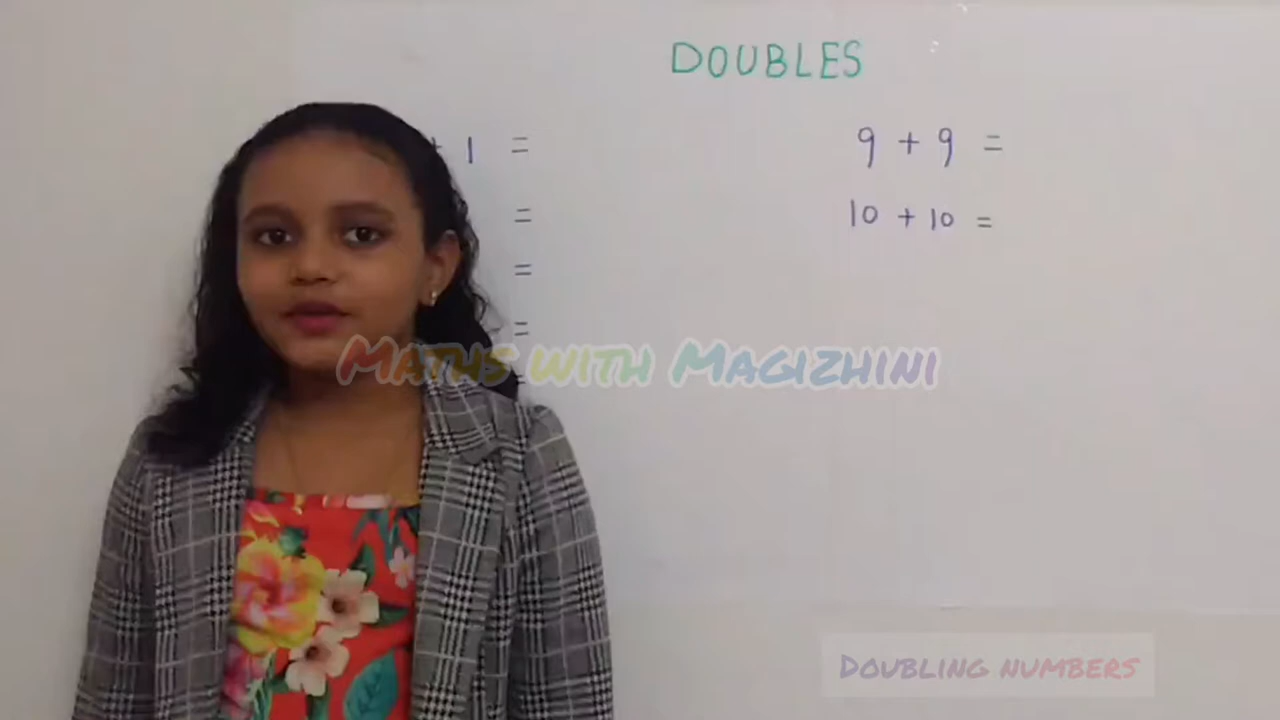 DOUBLES
+ 1 =
9 + 9 =
=
10 + 10 =
=
=
=
Maths with Magizhini
Doubling numbers